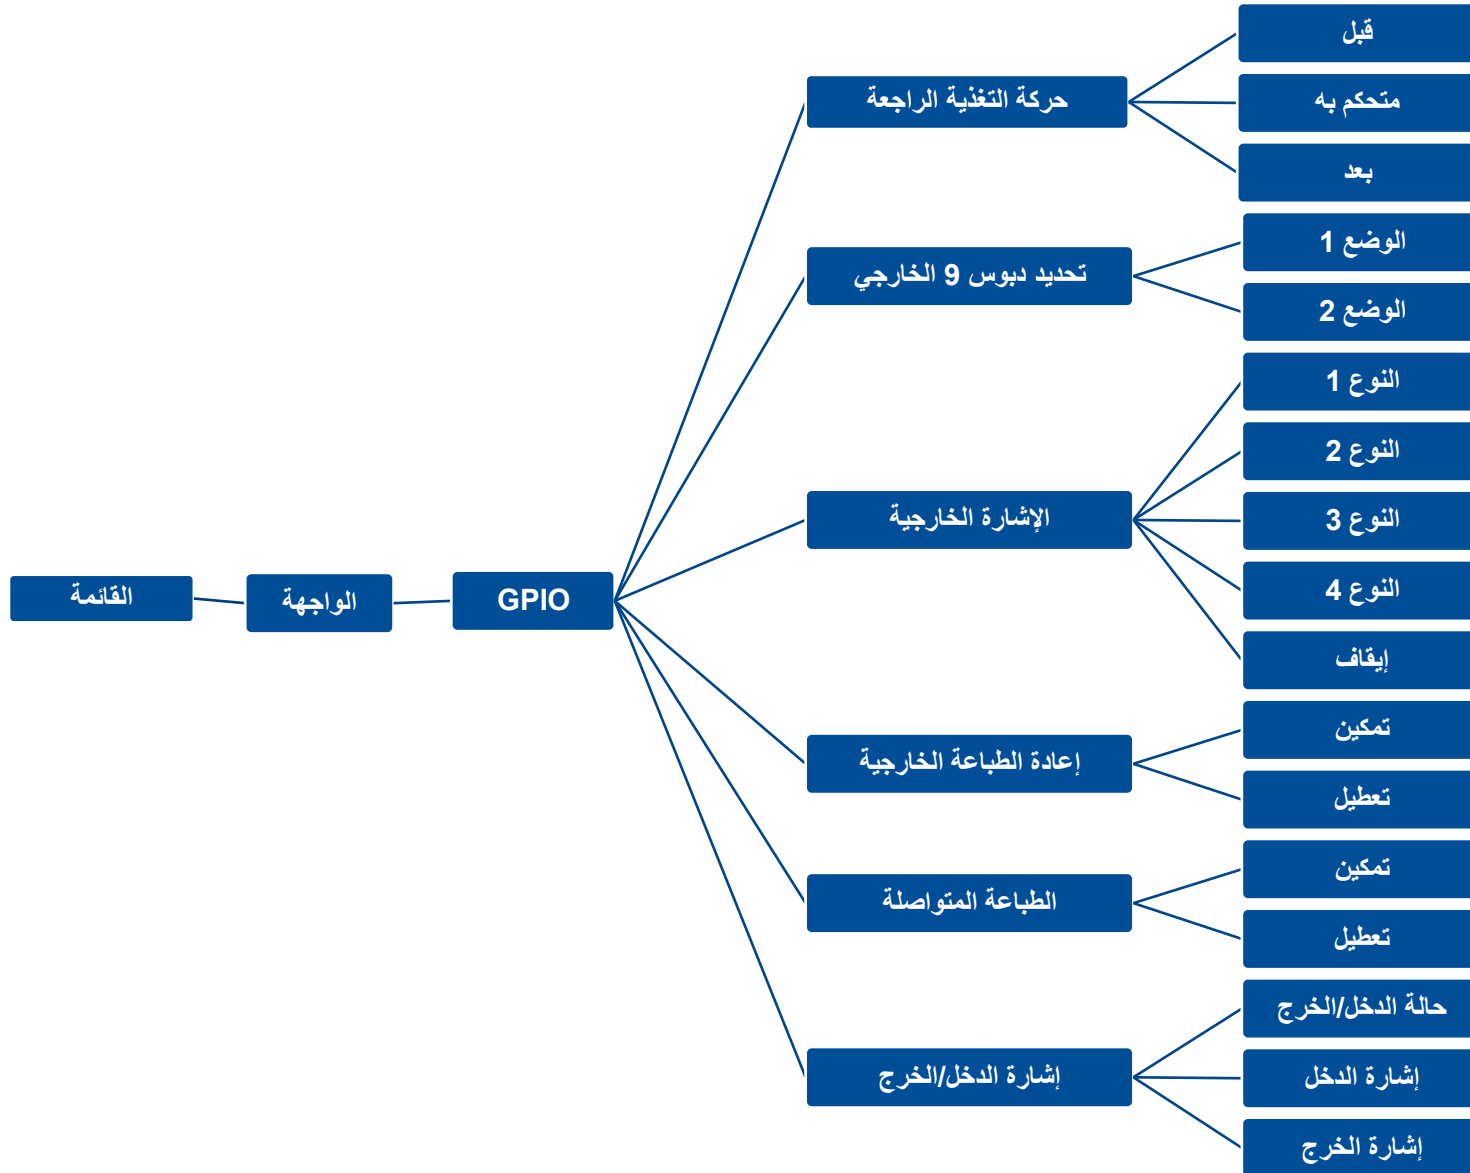 القائمة
الواجهة
GPIO
حركة التغذية الراجعة
قبل
متحكم به
بعد
تحديد دبوس 9 الخارجي
الوضع 1
الوضع 2
الإشارة الخارجية
النوع 1
النوع 2
النوع 3
النوع 4
إيقاف
إعادة الطباعة الخارجية
تمكين
تعطيل
الطباعة المتواصلة
تمكين
تعطيل
إشارة الدخل/الخرج
حالة الدخل/الخرج
إشارة الدخل
إشارة الخرج